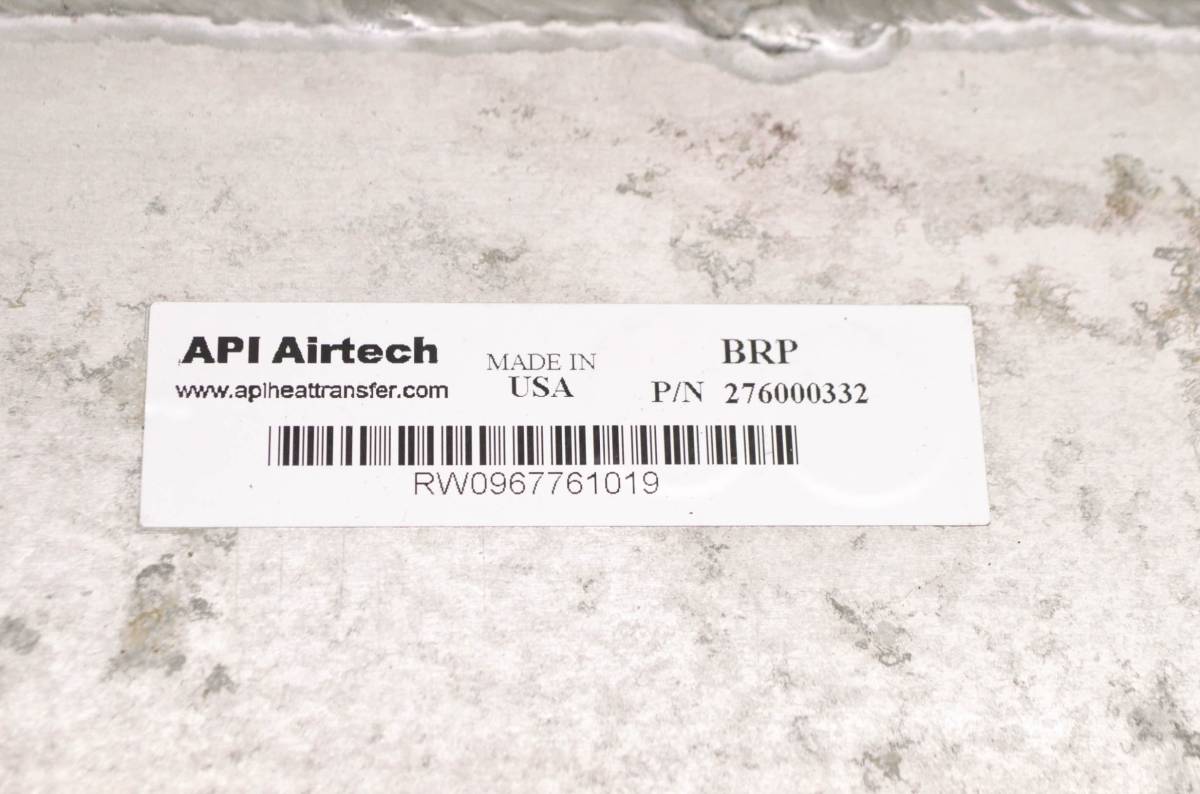 API Airtech
www.apiheattransfer.com
MADE IN
USA
BRP
P/N 276000332
RW0967761019